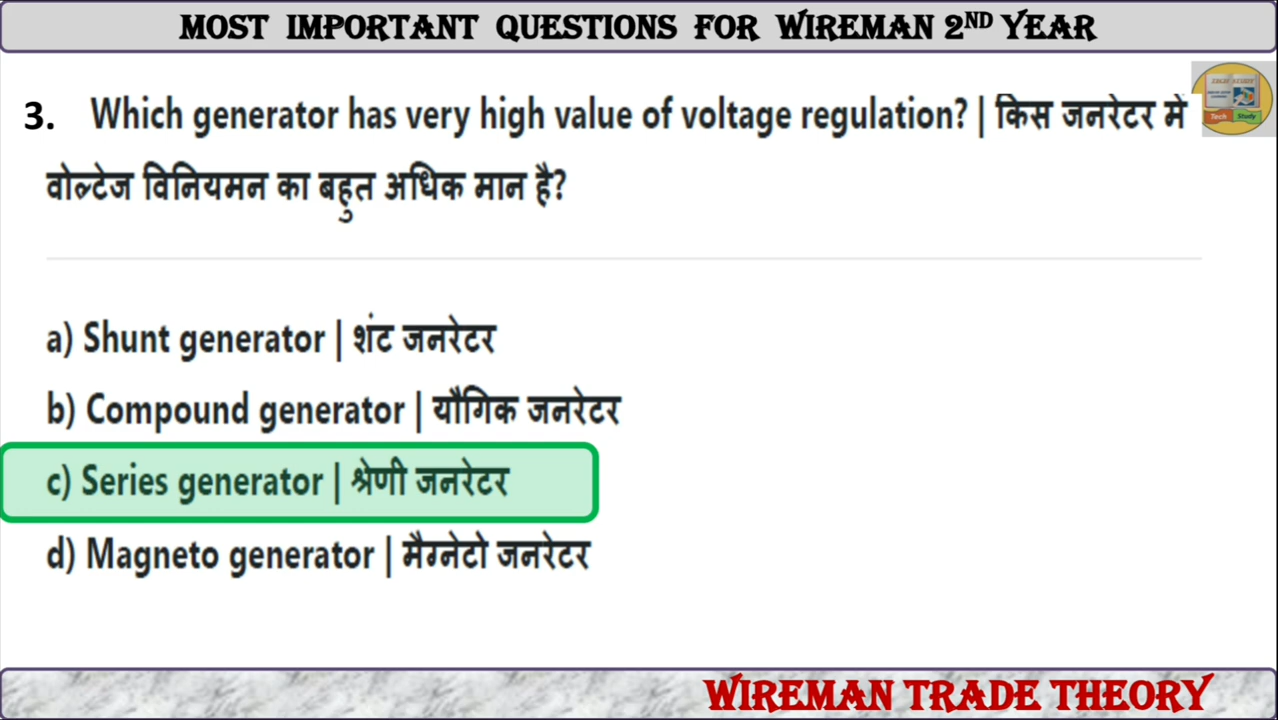 MOST IMPORTANT QUESTIONS FOR WIREMAN 2ND YEAR
3. Which generator has very high value of voltage regulation? | किस जनरेटर में
वोल्टेज विनियमन का बहुत अधिक मान है?
a) Shunt generator | शंट जनरेटर
b) Compound generator | यौगिक जनरेटर
c) Series generator | श्रेणी जनरेटर
d) Magneto generator | मैग्नेटो जनरेटर
Tech Study
WIREMAN TRADE THEORY